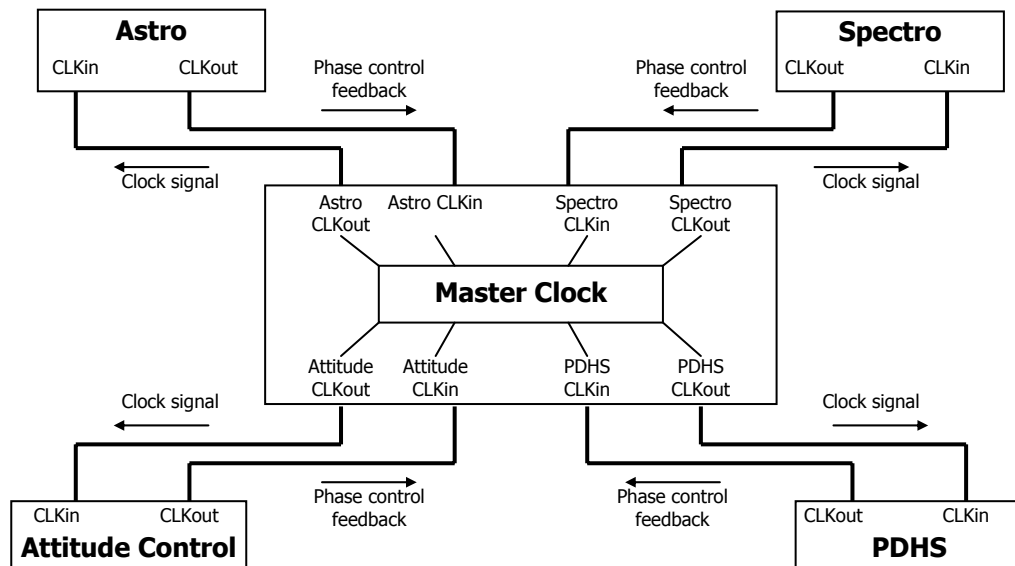 Astro
CLKin CLKout
Spectro
CLKout CLKin
Phase control
feedback
Phase control
feedback
Clock signal
Clock signal
Astro
CLKout
Astro CLKin
Spectro
CLKin
Spectro
CLKout
Master Clock
Attitude
CLKout
Attitude
CLKin
PDHS
CLKin
PDHS
CLKout
Clock signal
Clock signal
Phase control
feedback
Phase control
feedback
CLKin CLKout
Attitude Control
CLKout CLKin
PDHS